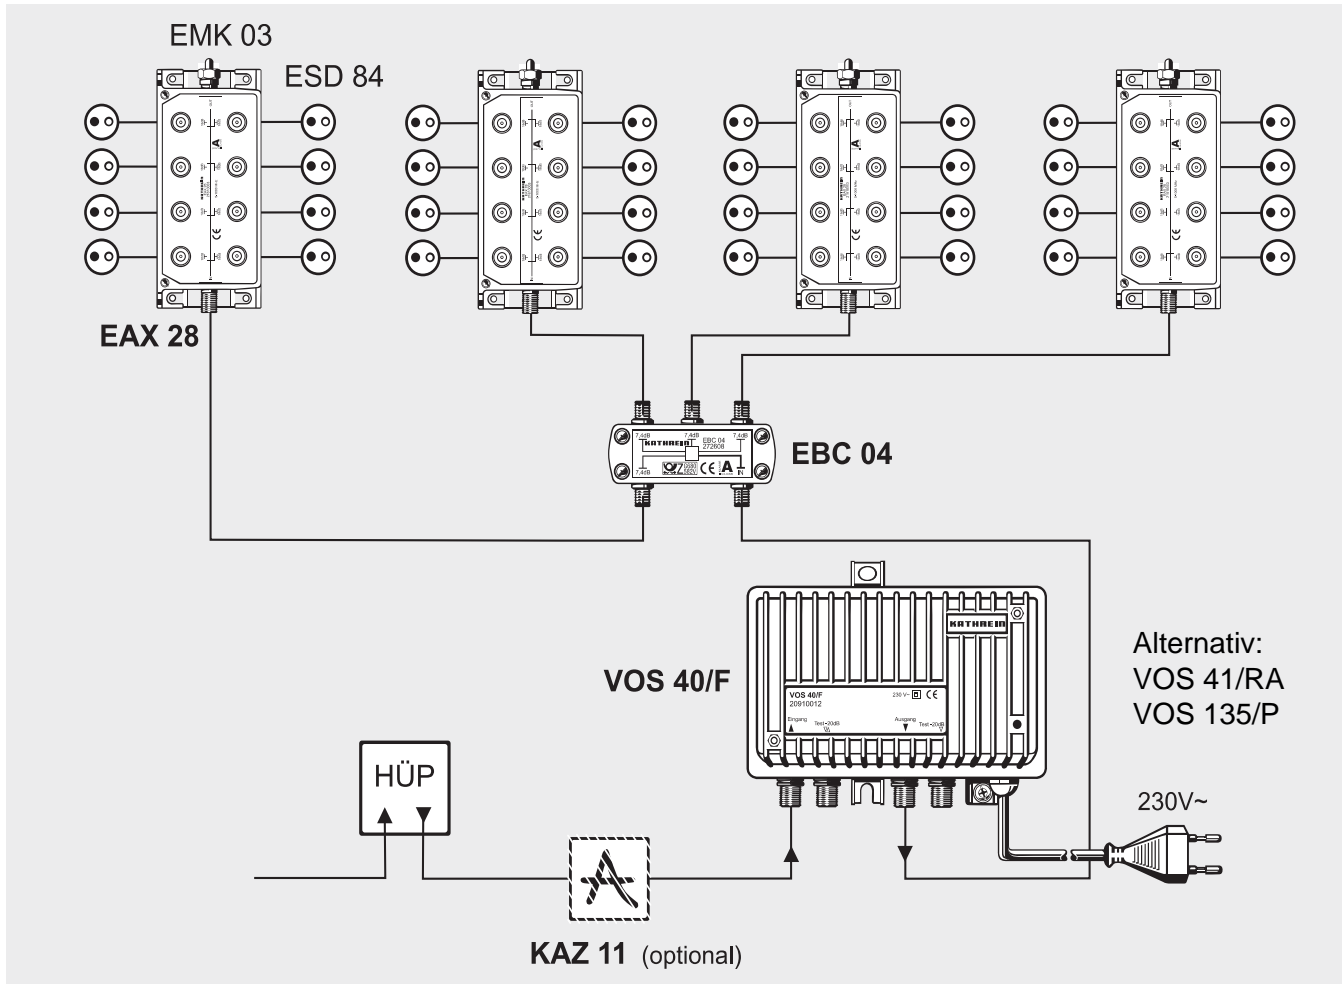 EMK 03
ESD 84
EAX 28
7,4dB 7,4dB 7,4dB
KATHREIN EBC 04
272608
7,4dB IN
EBC 04
KATHREIN
VOS 40/F
VOS 40/F 230 V~ CE
20910012
Eingang Test -20dB Ausgang Test -20dB
Alternativ:
VOS 41/RA
VOS 135/P
HÜP
230V~
KAZ 11 (optional)